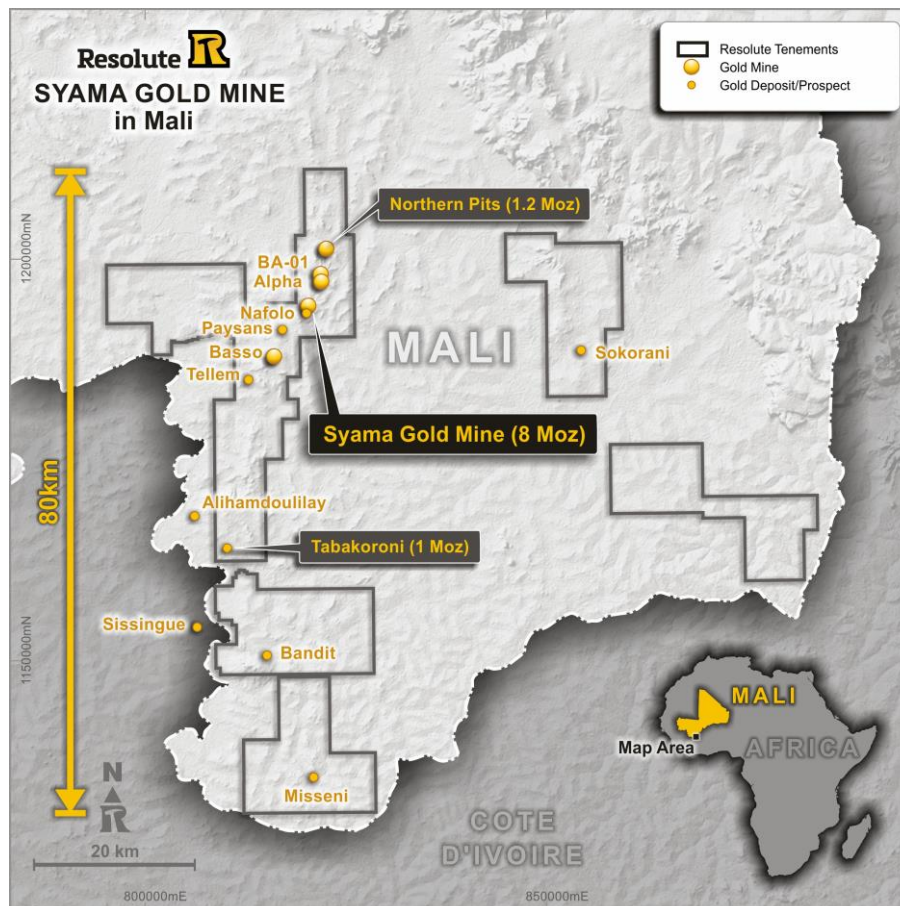 Resolute
SYAMA GOLD MINE
in Mali
Resolute Tenements
Gold Mine
Gold Deposit/Prospect
Northern Pits (1.2 Moz)
1200000mN
BA-01
Alpha
Nafolo
Paysans
MALI
Basso
Sokorani
Tellem
Syama Gold Mine (8 Moz)
80km
Alihamdoulilay
Tabakoroni (1 Moz)
Sissingue
Bandit
1150000mN
MALI
Map Area
AFRICA
N
Misseni
COTE
D'IVOIRE
20 km
800000mE
850000mE